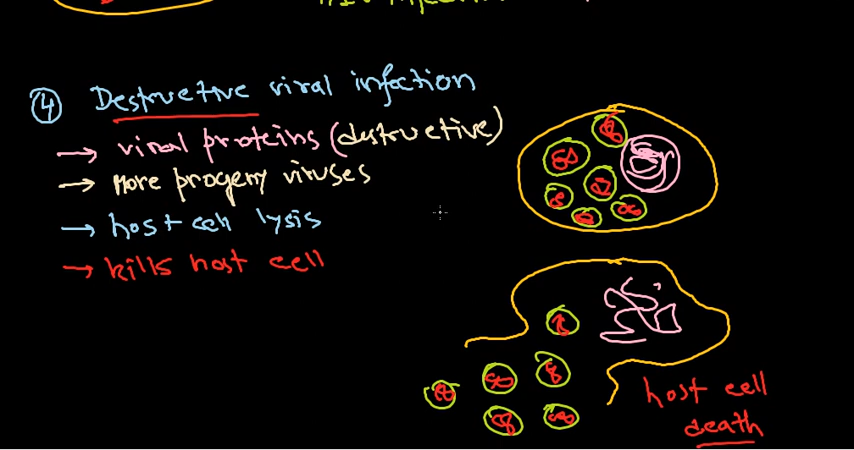 ④ Destructive viral infection
→ viral proteins (destructive)
→ More progeny viruses
→ host cell lysis
→ kills host cell
host cell
death